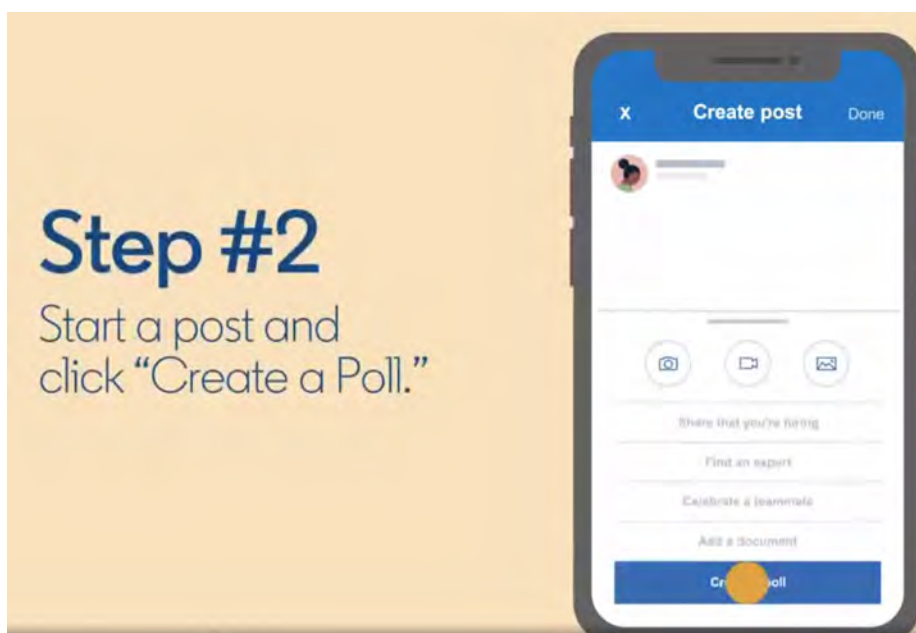 Step #2
Start a post and
click “Create a Poll.”
X Create post Done
Share that you're hiring
Find an expert
Celebrate a teammate
Add a document
poll